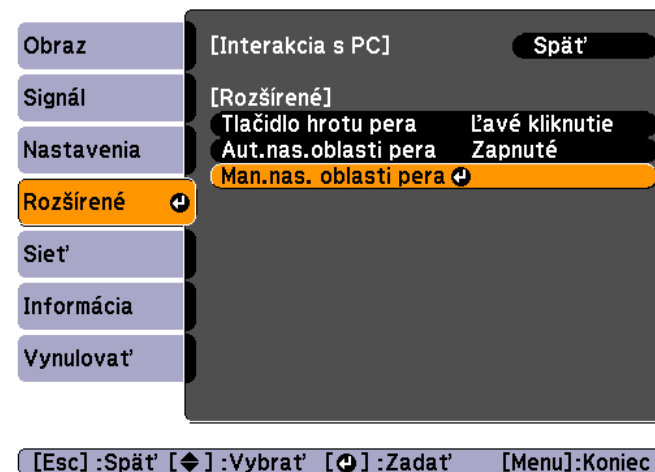 Obraz
Signál
Nastavenia
Rozšírené
Sieť
Informácia
Vynulovať
[Interakcia s PC] Späť
[Rozšírené]
Tlačidlo hrotu pera Ľavé kliknutie
Aut.nas.oblasti pera Zapnuté
Man.nas. oblasti pera
[Esc] :Späť [ ] :Vybrať [ ] :Zadať [Menu]:Koniec